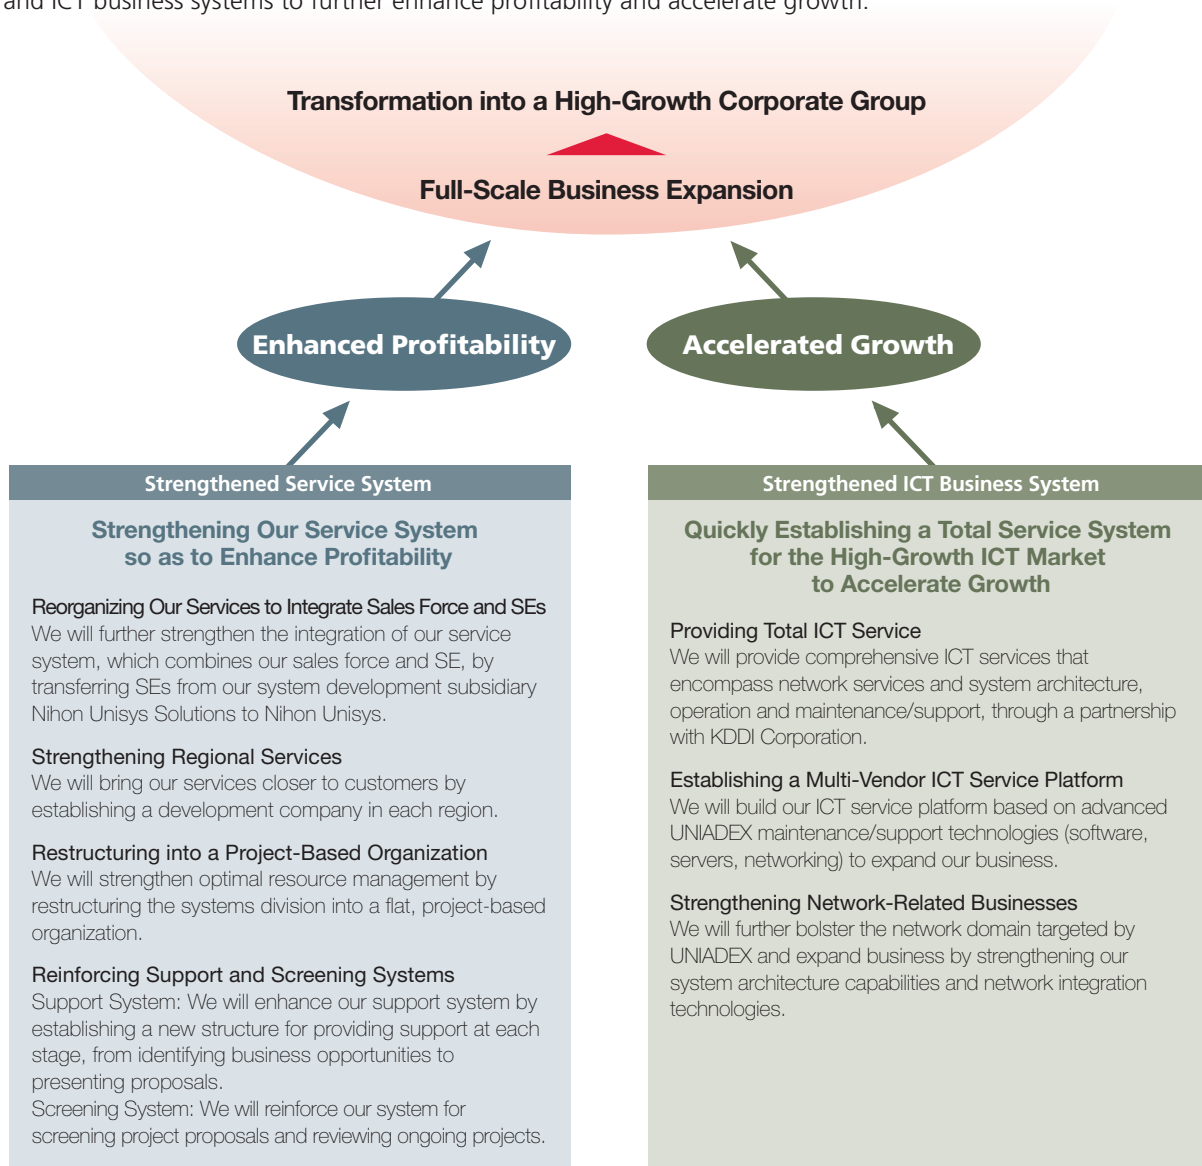 and ICT business systems to further enhance profitability and accelerate growth.
Transformation into a High-Growth Corporate Group
Full-Scale Business Expansion
Enhanced Profitability
Accelerated Growth
Strengthened Service System
Strengthening Our Service System
so as to Enhance Profitability
Reorganizing Our Services to Integrate Sales Force and SEs
We will further strengthen the integration of our service
system, which combines our sales force and SE, by
transferring SEs from our system development subsidiary
Nihon Unisys Solutions to Nihon Unisys.
Strengthening Regional Services
We will bring our services closer to customers by
establishing a development company in each region.
Restructuring into a Project-Based Organization
We will strengthen optimal resource management by
restructuring the systems division into a flat, project-based
organization.
Reinforcing Support and Screening Systems
Support System: We will enhance our support system by
establishing a new structure for providing support at each
stage, from identifying business opportunities to
presenting proposals.
Screening System: We will reinforce our system for
screening project proposals and reviewing ongoing projects.
Strengthened ICT Business System
Quickly Establishing a Total Service System
for the High-Growth ICT Market
to Accelerate Growth
Providing Total ICT Service
We will provide comprehensive ICT services that
encompass network services and system architecture,
operation and maintenance/support, through a partnership
with KDDI Corporation.
Establishing a Multi-Vendor ICT Service Platform
We will build our ICT service platform based on advanced
UNIADEX maintenance/support technologies (software,
servers, networking) to expand our business.
Strengthening Network-Related Businesses
We will further bolster the network domain targeted by
UNIADEX and expand business by strengthening our
system architecture capabilities and network integration
technologies.